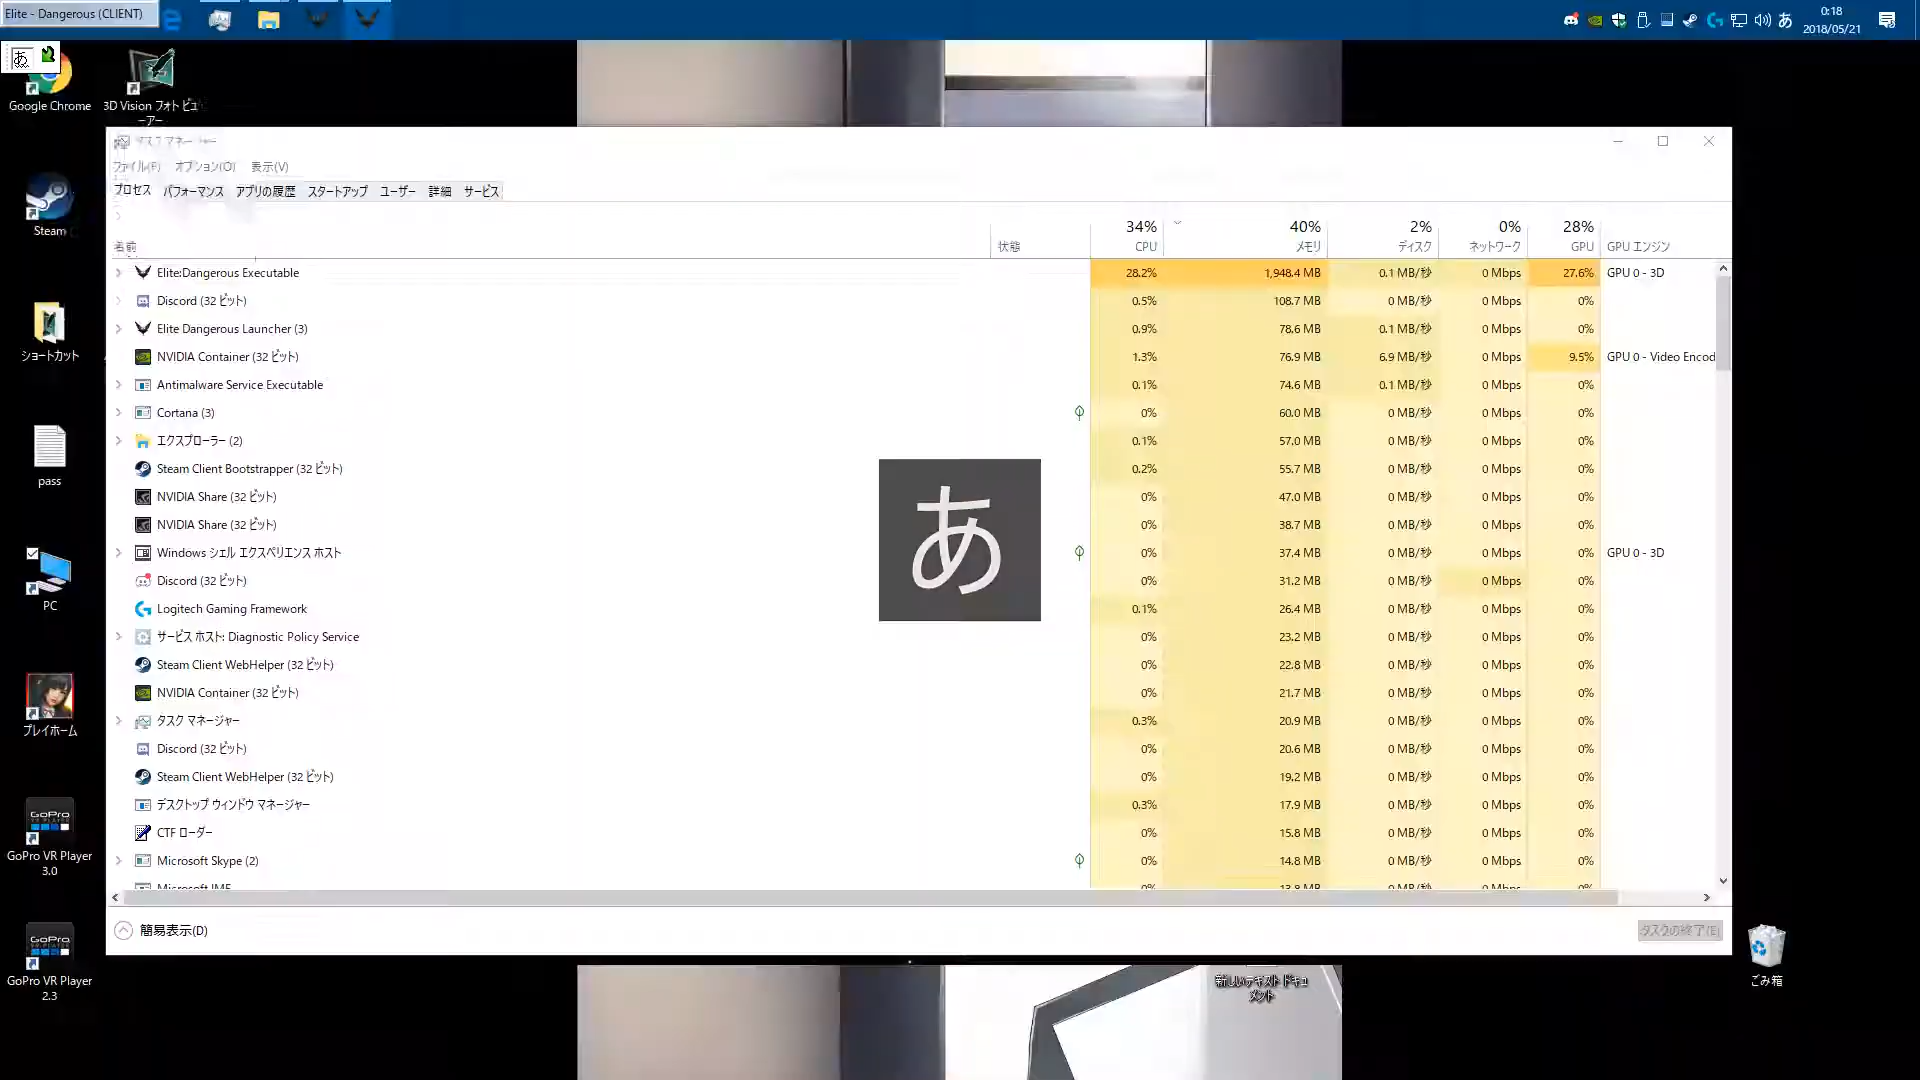 Elite - Dangerous (CLIENT)
あ
0:18
2018/05/21
あ
Google Chrome
3D Vision フォト ビュ
ーアー
Steam
ショートカット
pass
PC
プレイホーム
GoPro
GoPro VR Player
3.0
GoPro
GoPro VR Player
2.3
タスク マネージャー
ファイル(F) オプション(O) 表示(V)
プロセス パフォーマンス アプリの履歴 スタートアップ ユーザー 詳細 サービス
34% 40% 2% 0% 28%
名前 状態 CPU メモリ ディスク ネットワーク GPU GPU エンジン
Elite:Dangerous Executable 28.2% 1,948.4 MB 0.1 MB/秒 0 Mbps 27.6% GPU 0 - 3D
Discord (32 ビット) 0.5% 108.7 MB 0 MB/秒 0 Mbps 0%
Elite Dangerous Launcher (3) 0.9% 78.6 MB 0.1 MB/秒 0 Mbps 0%
NVIDIA Container (32 ビット) 1.3% 76.9 MB 6.9 MB/秒 0 Mbps 9.5% GPU 0 - Video Encod
Antimalware Service Executable 0.1% 74.6 MB 0.1 MB/秒 0 Mbps 0%
Cortana (3) 0% 60.0 MB 0 MB/秒 0 Mbps 0%
エクスプローラー (2) 0.1% 57.0 MB 0 MB/秒 0 Mbps 0%
Steam Client Bootstrapper (32 ビット) 0.2% 55.7 MB 0 MB/秒 0 Mbps 0%
NVIDIA Share (32 ビット) 0% 47.0 MB 0 MB/秒 0 Mbps 0%
NVIDIA Share (32 ビット) 0% 38.7 MB 0 MB/秒 0 Mbps 0%
Windows シェル エクスペリエンス ホスト 0% 37.4 MB 0 MB/秒 0 Mbps 0% GPU 0 - 3D
Discord (32 ビット) 0% 31.2 MB 0 MB/秒 0 Mbps 0%
Logitech Gaming Framework 0.1% 26.4 MB 0 MB/秒 0 Mbps 0%
サービス ホスト: Diagnostic Policy Service 0% 23.2 MB 0 MB/秒 0 Mbps 0%
Steam Client WebHelper (32 ビット) 0% 22.8 MB 0 MB/秒 0 Mbps 0%
NVIDIA Container (32 ビット) 0% 21.7 MB 0 MB/秒 0 Mbps 0%
タスク マネージャー 0.3% 20.9 MB 0 MB/秒 0 Mbps 0%
Discord (32 ビット) 0% 20.6 MB 0 MB/秒 0 Mbps 0%
Steam Client WebHelper (32 ビット) 0% 19.2 MB 0 MB/秒 0 Mbps 0%
デスクトップ ウィンドウ マネージャー 0.3% 17.9 MB 0 MB/秒 0 Mbps 0%
CTF ローダー 0% 15.8 MB 0 MB/秒 0 Mbps 0%
Microsoft Skype (2) 0% 14.8 MB 0 MB/秒 0 Mbps 0%
Microsoft IME 0% 13.8 MB 0 MB/秒 0 Mbps 0%
あ
簡易表示(D)
タスクの終了(E)
新しいテキスト ドキュ
メント
ごみ箱